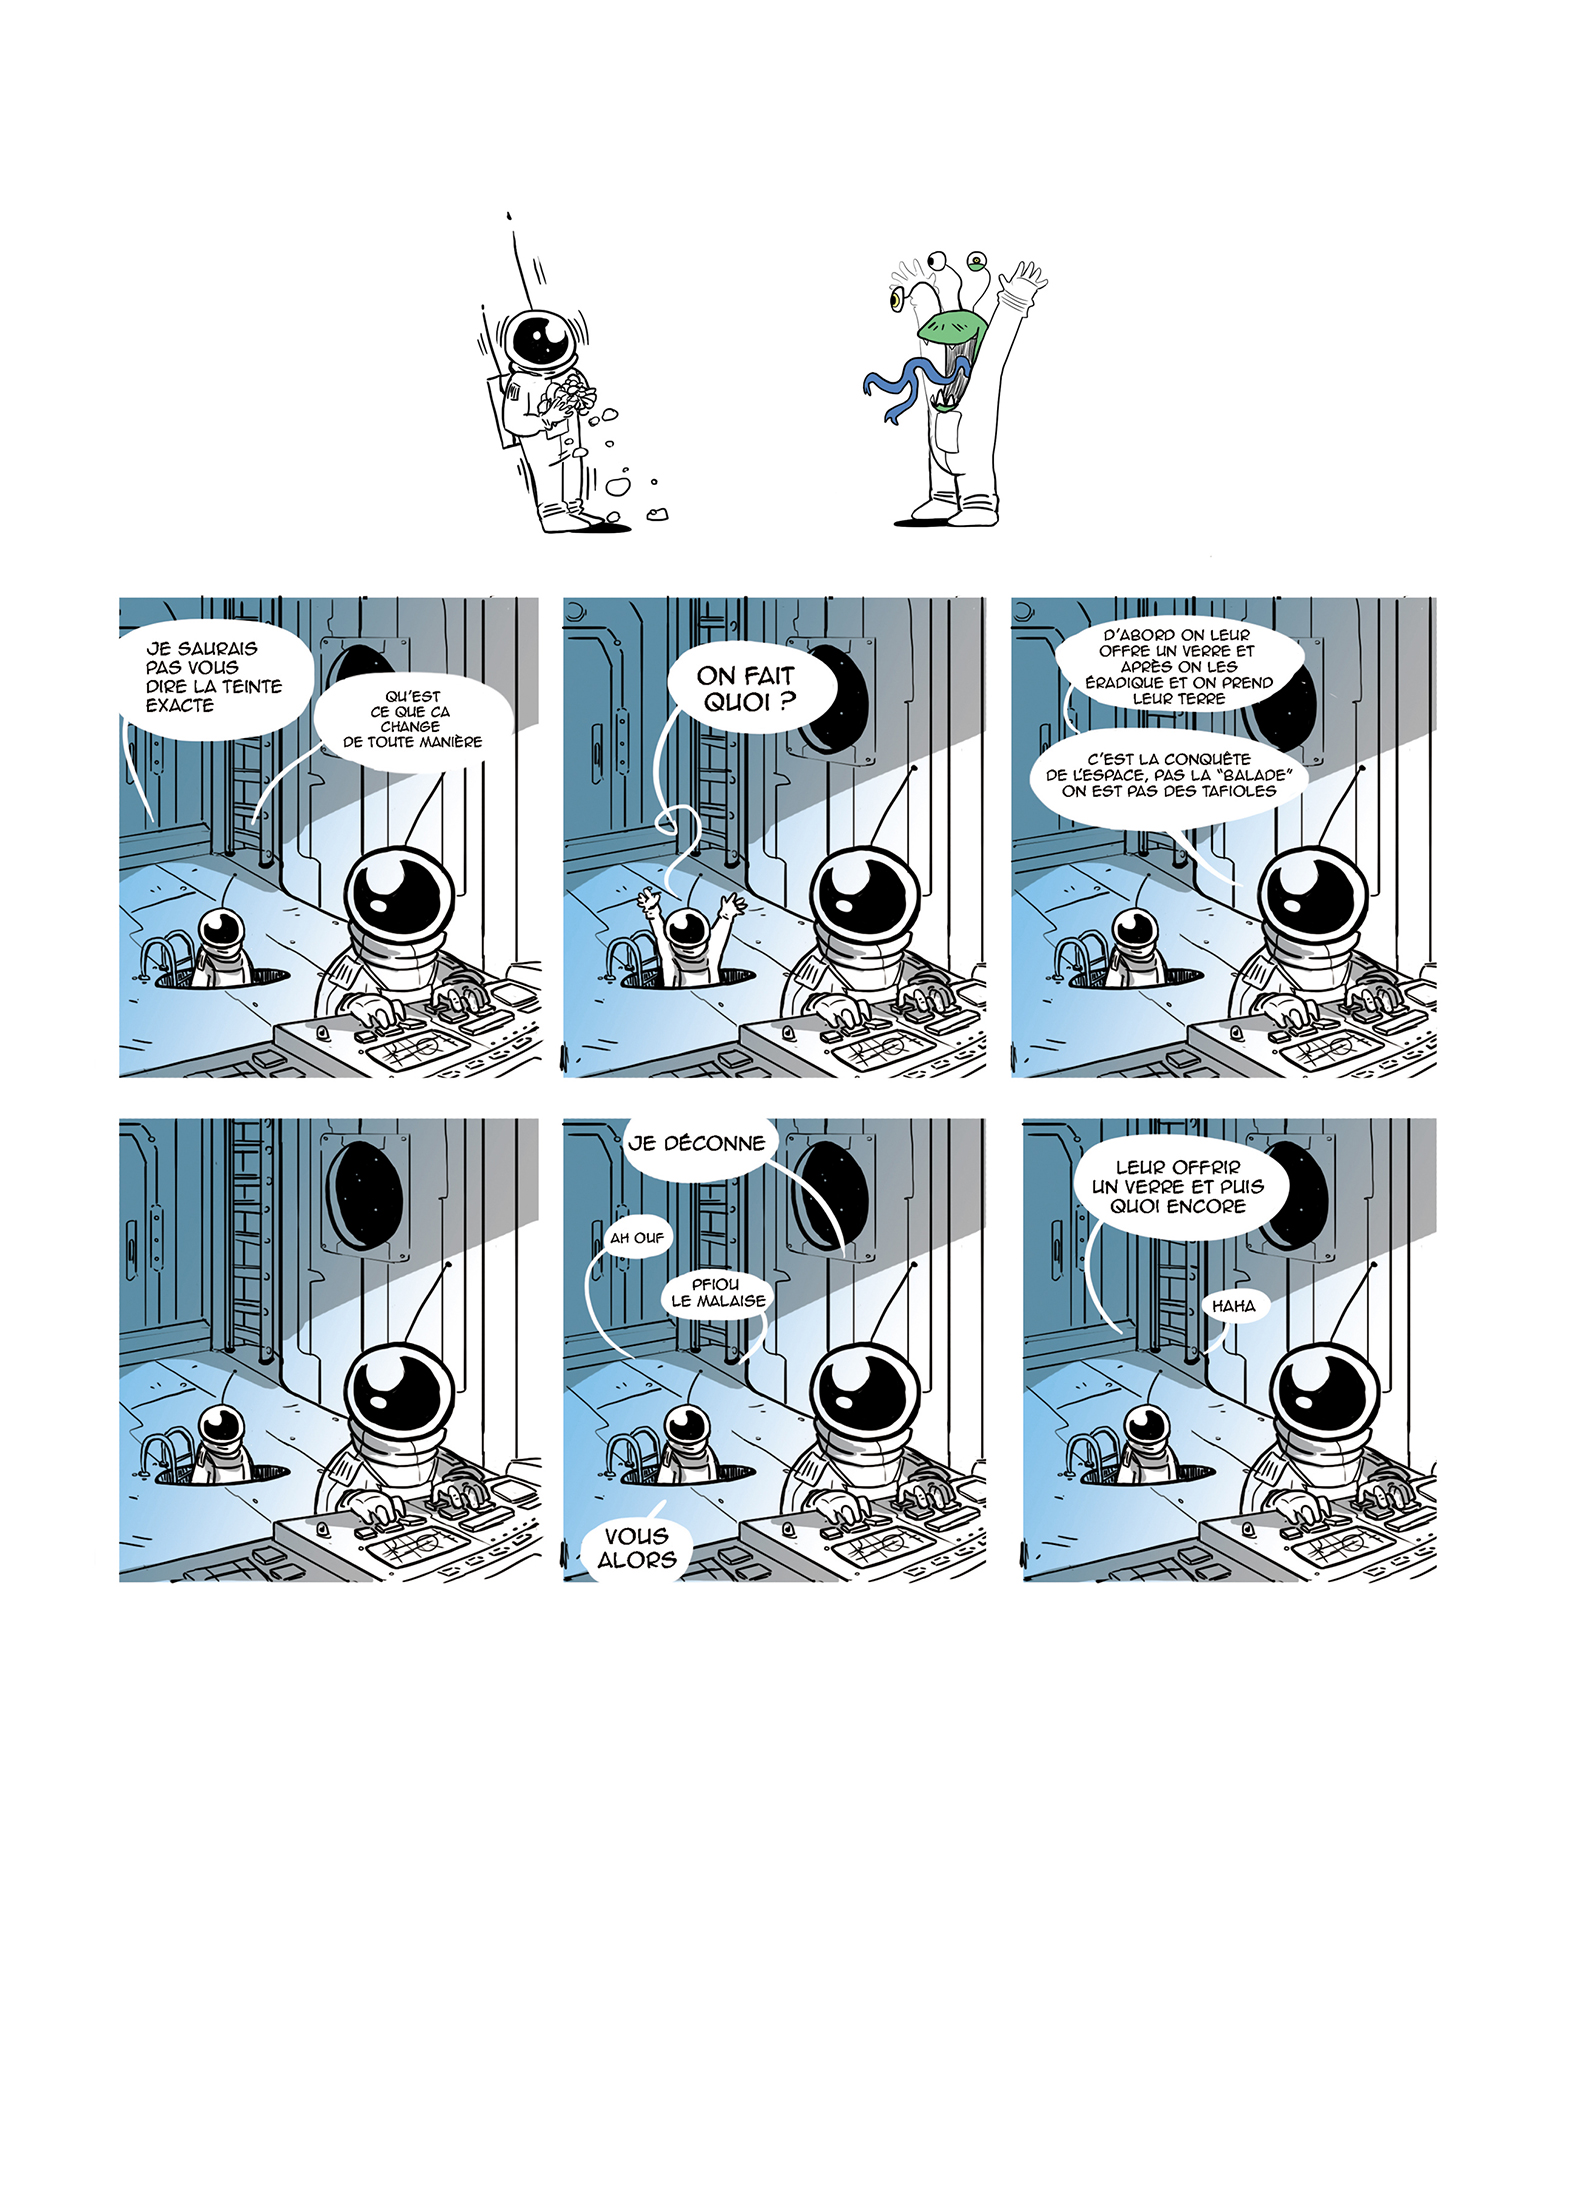 JE SAURAIS
PAS VOUS
DIRE LA TEINTE
EXACTE
QU'EST
CE QUE CA
CHANGE
DE TOUTE MANIÈRE
ON FAIT
QUOI ?
D'ABORD ON LEUR
OFFRE UN VERRE ET
APRÈS ON LES
ÉRADIQUE ET ON PREND
LEUR TERRE
C'EST LA CONQUÊTE
DE L'ESPACE, PAS LA "BALADE"
ON EST PAS DES TAFIOLES
JE DÉCONNE
AH OUF
PFIOU
LE MALAISE
VOUS
ALORS
LEUR OFFRIR
UN VERRE ET PUIS
QUOI ENCORE
HAHA